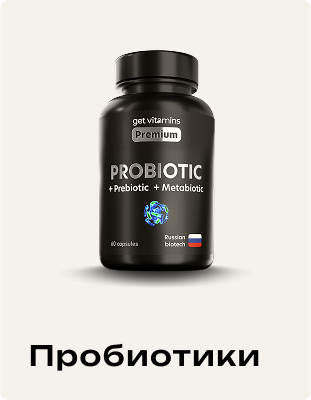 get vitamins
Premium
PROBIOTIC
+ Prebiotic + Metabiotic
60 capsules
Russian
biotech
Пробиотики